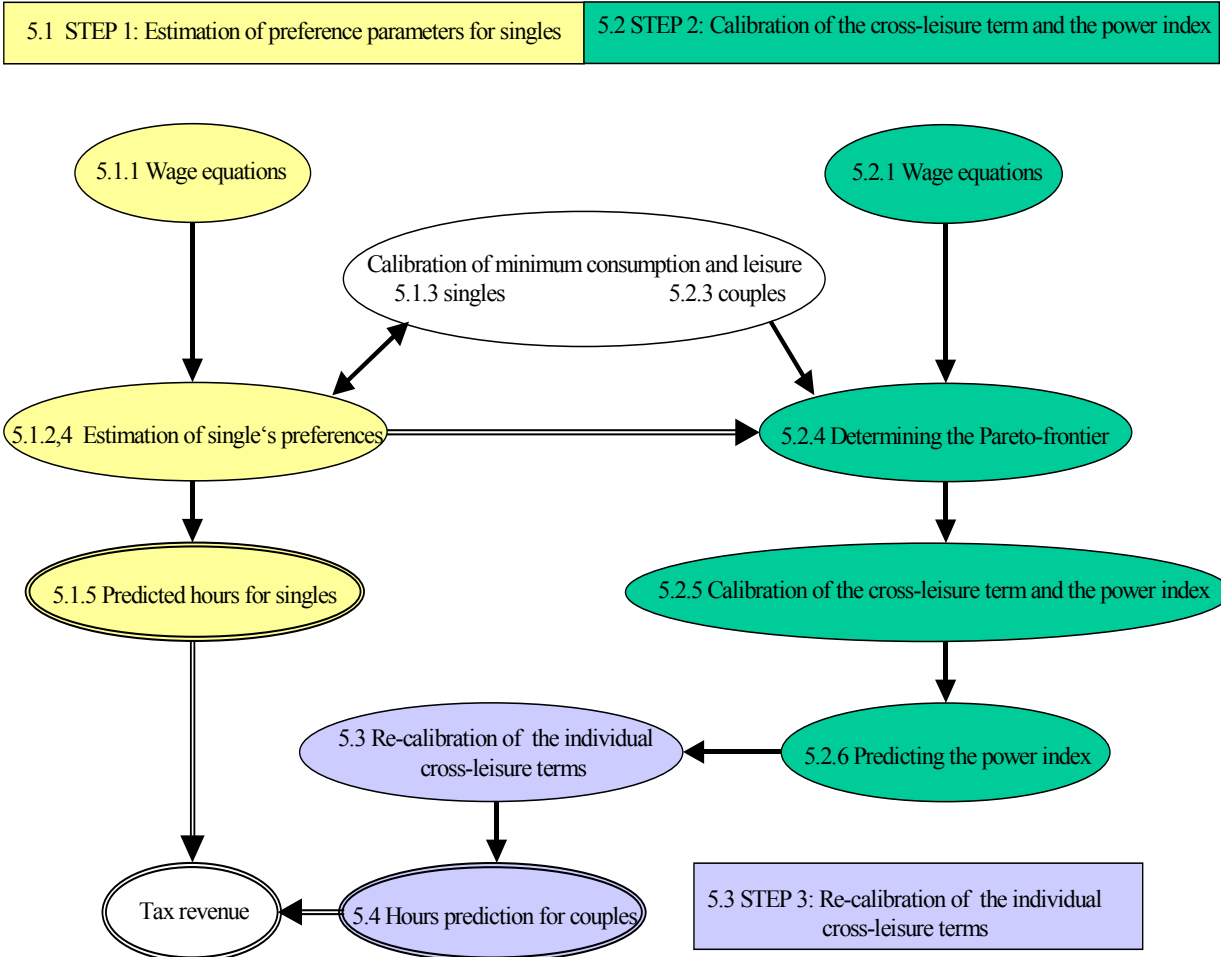 5.1 STEP 1: Estimation of preference parameters for singles
5.2 STEP 2: Calibration of the cross-leisure term and the power index
5.1.1 Wage equations
5.2.1 Wage equations
Calibration of minimum consumption and leisure
5.1.3 singles 5.2.3 couples
5.1.2,4 Estimation of single‘s preferences
5.2.4 Determining the Pareto-frontier
5.1.5 Predicted hours for singles
5.2.5 Calibration of the cross-leisure term and the power index
5.3 Re-calibration of the individual
cross-leisure terms
5.2.6 Predicting the power index
Tax revenue
5.4 Hours prediction for couples
5.3 STEP 3: Re-calibration of the individual
cross-leisure terms